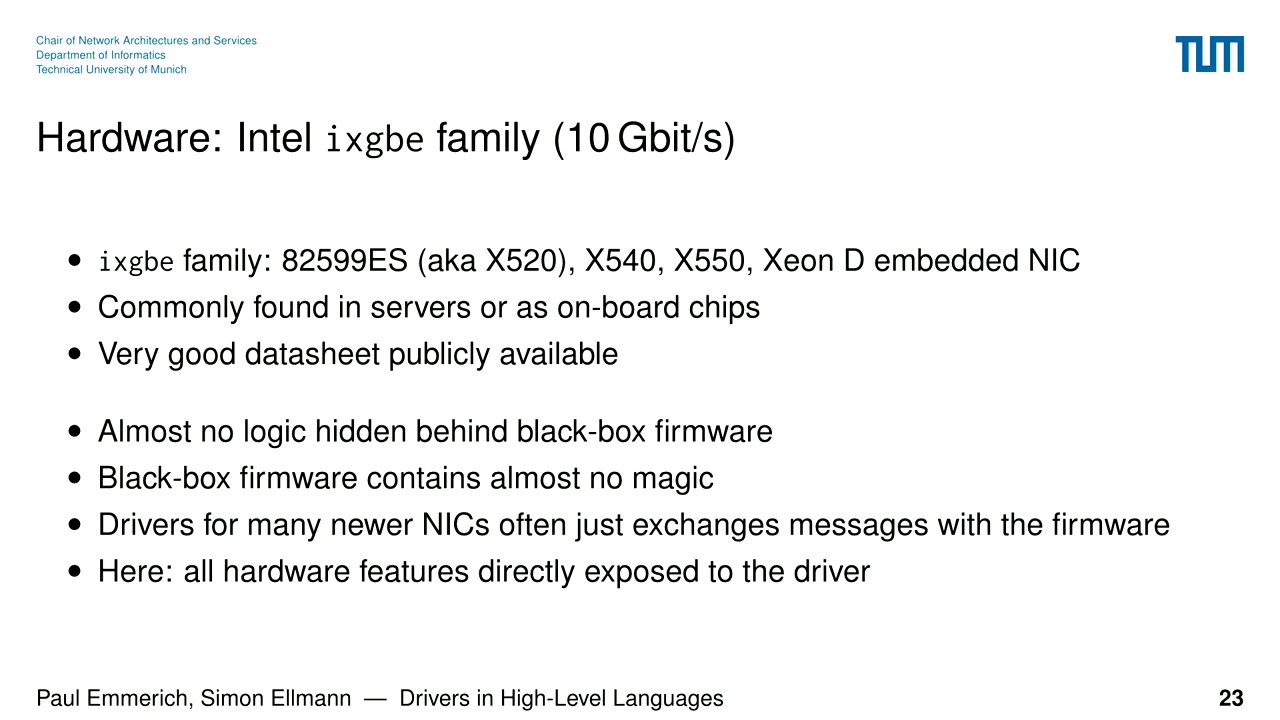 Chair of Network Architectures and Services
Department of Informatics
Technical University of Munich
TUM
Hardware: Intel ixgbe family (10 Gbit/s)
• ixgbe family: 82599ES (aka X520), X540, X550, Xeon D embedded NIC
• Commonly found in servers or as on-board chips
• Very good datasheet publicly available
• Almost no logic hidden behind black-box firmware
• Black-box firmware contains almost no magic
• Drivers for many newer NICs often just exchanges messages with the firmware
• Here: all hardware features directly exposed to the driver
Paul Emmerich, Simon Ellmann — Drivers in High-Level Languages
23